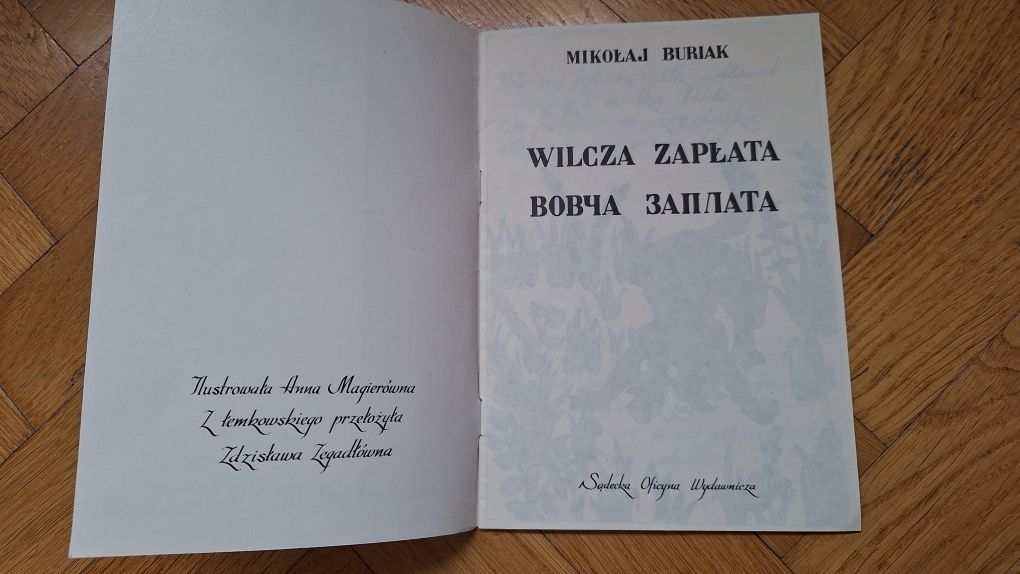 Ilustrowała Anna Magierówna
Z łemkowskiego przełożyła
Zdzisława Zegadłówna
MIKOŁAJ BURIAK
WILCZA ZAPŁATA
ВОВЧА ЗАПЛАТА
Sądecka Oficyna Wydawnicza